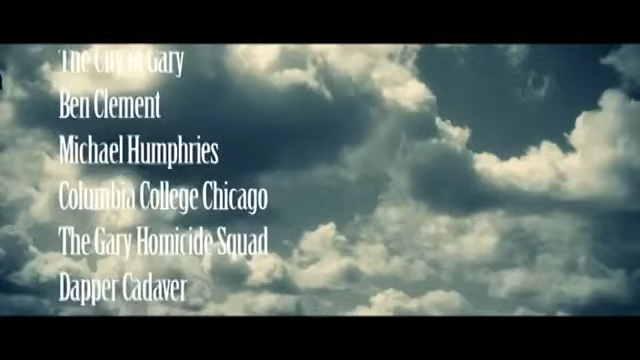 The City of Gary
Ben Clement
Michael Humphries
Columbia College Chicago
The Gary Homicide Squad
Dapper Cadaver